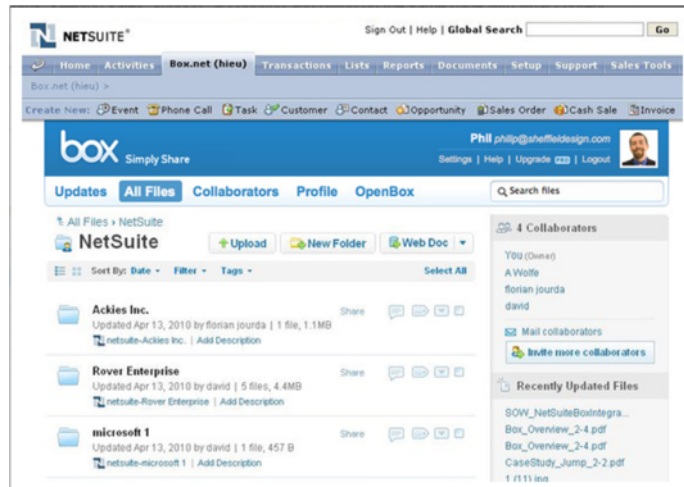 NETSUITE®
Sign Out | Help | Global Search
Go
Home Activities Box.net (hieu) Transactions Lists Reports Documents Setup Support Sales Tools
Box.net (hieu) >
Create New: Event Phone Call Task Customer Contact Opportunity Sales Order Cash Sale Invoice
box Simply Share
Phil philip@sheffieldesign.com
Settings | Help | Upgrade PRO | Logout
Updates All Files Collaborators Profile OpenBox
Search files
All Files › NetSuite
NetSuite
Upload New Folder Web Doc
Sort By: Date Filter Tags Select All
Ackies Inc. Share
Updated Apr 13, 2010 by florian jourda | 1 file, 1.1MB
netsuite-Ackies Inc. | Add Description
Rover Enterprise Share
Updated Apr 13, 2010 by david | 5 files, 4.4MB
netsuite-Rover Enterprise | Add Description
microsoft 1 Share
Updated Apr 13, 2010 by david | 1 file, 457 B
netsuite-microsoft 1 | Add Description
4 Collaborators
You (Owner)
A Wolfe
florian jourda
david
Mail collaborators
Invite more collaborators
Recently Updated Files
SOW_NetSuiteBoxIntegra...
Box_Overview_2-4.pdf
Box_Overview_2-4.pdf
CaseStudy_Jump_2-2.pdf
1 (11).jpg